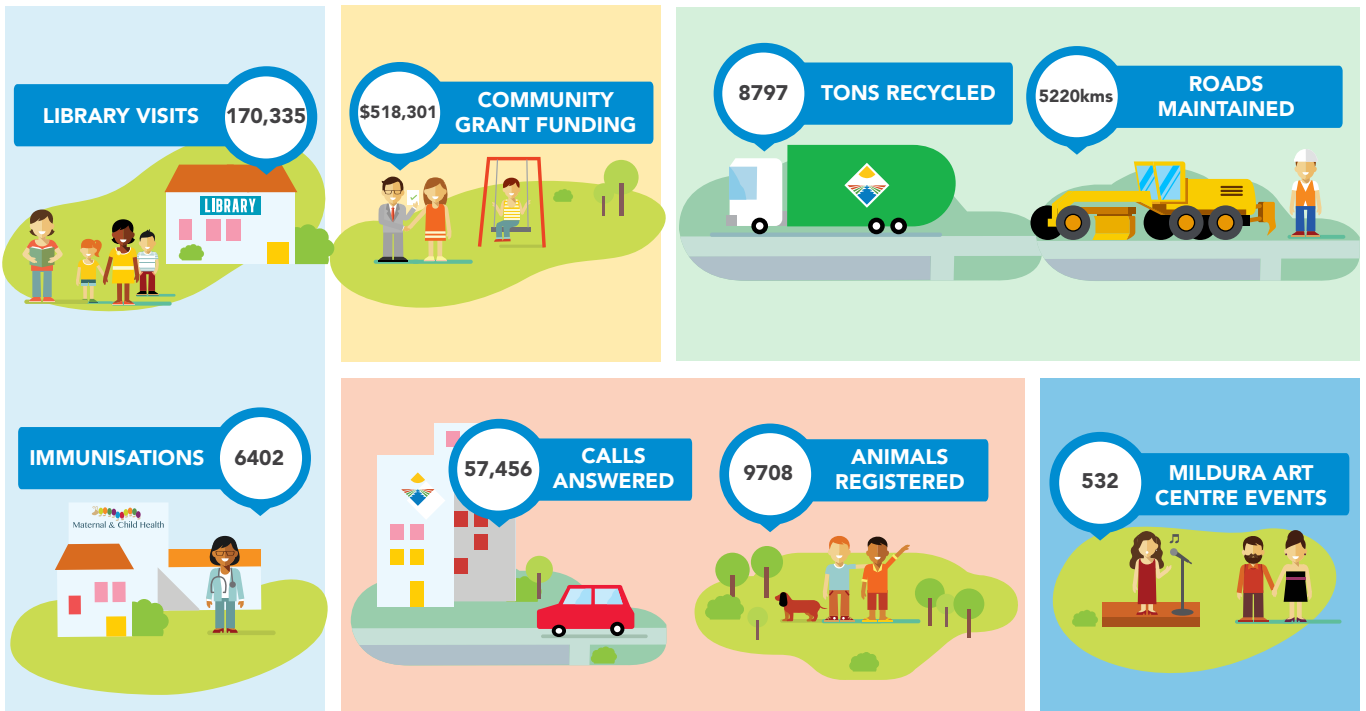 LIBRARY VISITS
170,335
LIBRARY
$518,301
COMMUNITY
GRANT FUNDING
8797
TONS RECYCLED
5220kms
ROADS
MAINTAINED
IMMUNISATIONS
6402
Maternal & Child Health
57,456
CALLS
ANSWERED
9708
ANIMALS
REGISTERED
532
MILDURA ART
CENTRE EVENTS